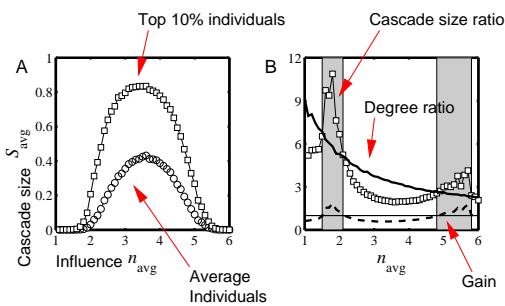 Top 10% individuals
Cascade size ratio
A
B
1
0.8
0.6
0.4
0.2
0
Cascade size S_avg
1 2 3 4 5 6
Influence n_avg
Average
Individuals
12
9
6
3
0
Degree ratio
1 2 3 4 5 6
n_avg
Gain